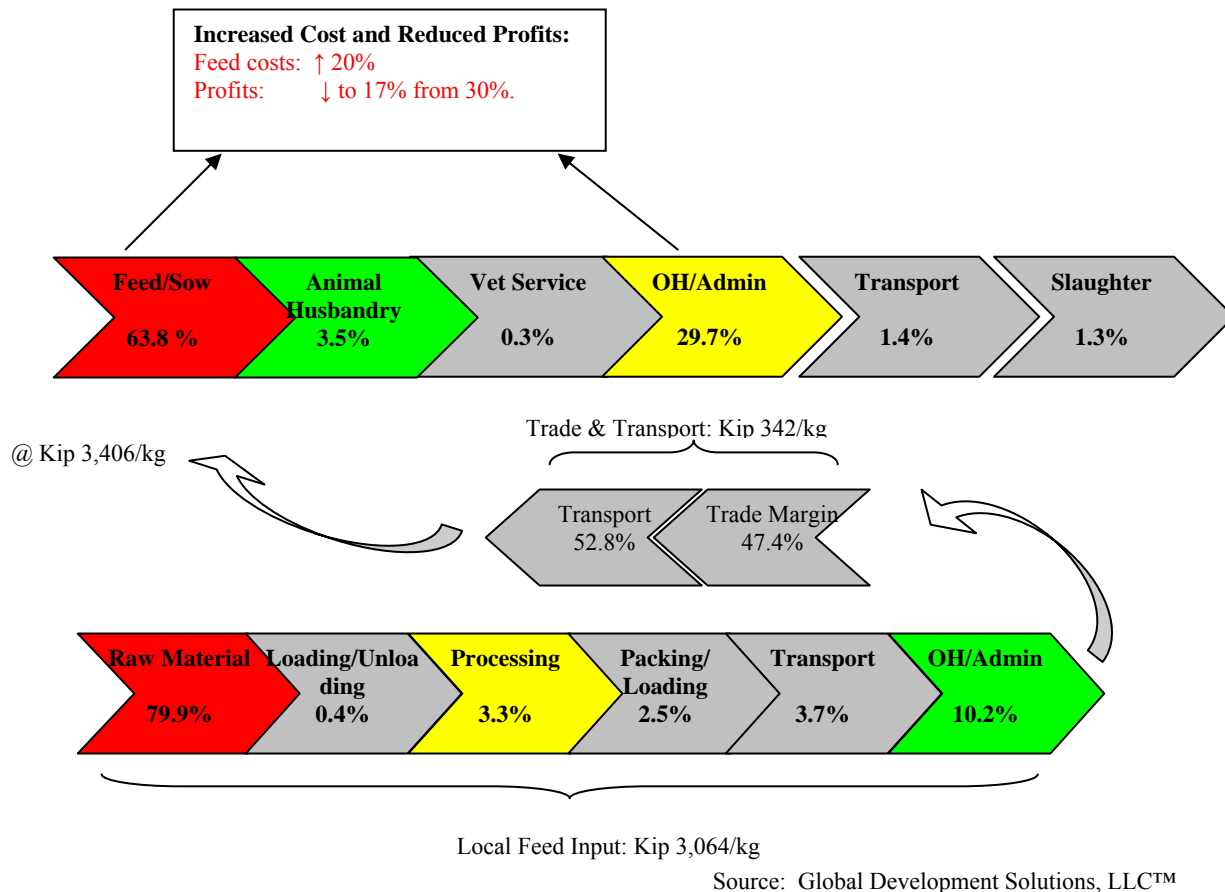 Increased Cost and Reduced Profits:
Feed costs: ↑ 20%
Profits: ↓ to 17% from 30%.
Feed/Sow
63.8 %
Animal
Husbandry
3.5%
Vet Service
0.3%
OH/Admin
29.7%
Transport
1.4%
Slaughter
1.3%
Trade & Transport: Kip 342/kg
@ Kip 3,406/kg
Transport
52.8%
Trade Margin
47.4%
Raw Material
79.9%
Loading/Unloa
ding
0.4%
Processing
3.3%
Packing/
Loading
2.5%
Transport
3.7%
OH/Admin
10.2%
Local Feed Input: Kip 3,064/kg
Source: Global Development Solutions, LLC™